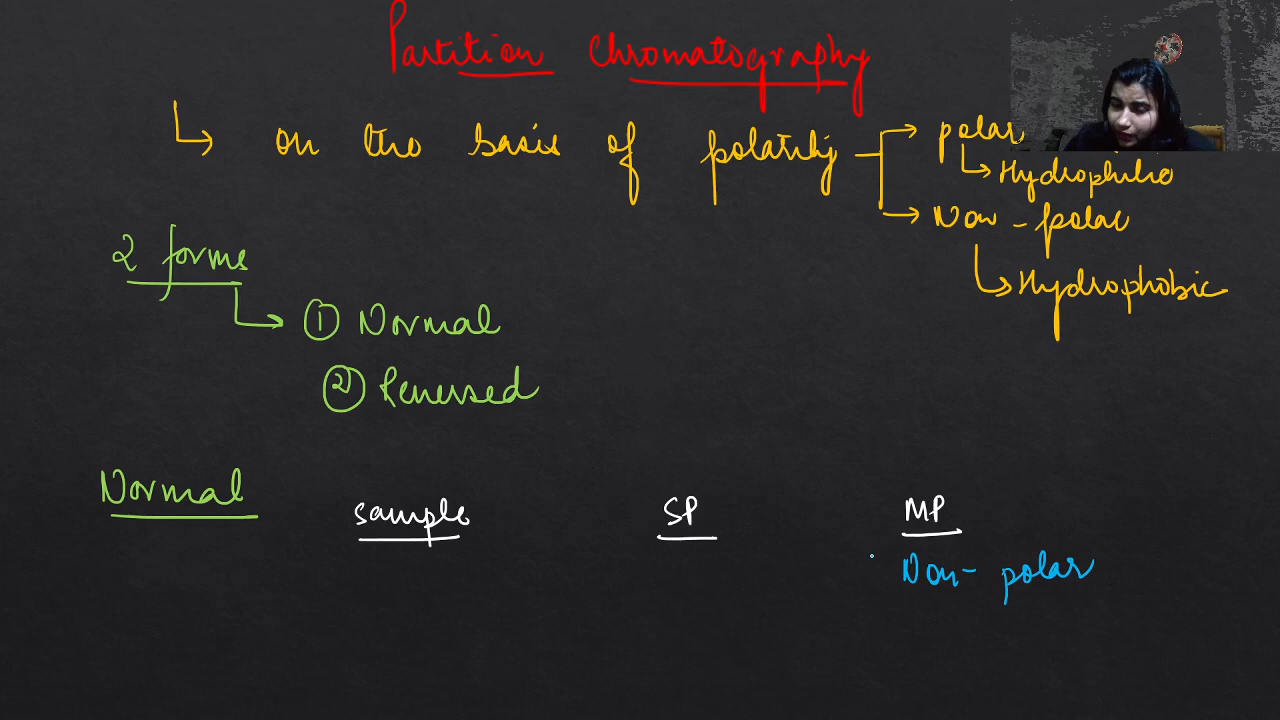 Partition Chromatography
↳ on the basis of polarity → polar
↳ Hydrophilic
→ Non-polar
↳ Hydrophobic
2 forms
↳ ① Normal
② Reversed
Normal
sample SP MP
Non-polar